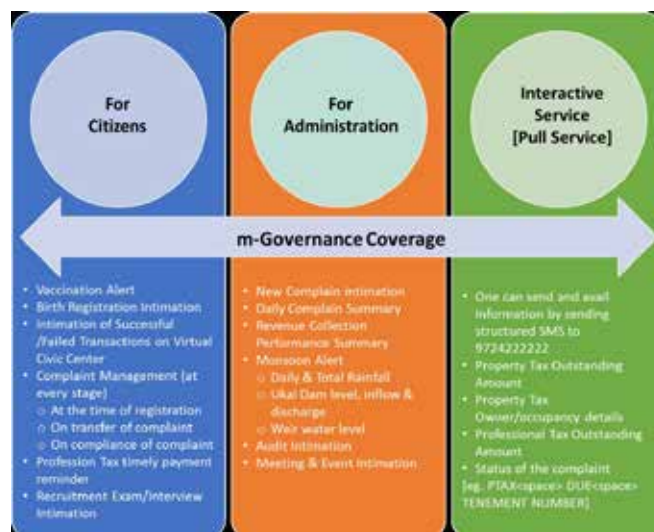 For
Citizens
For
Administration
Interactive
Service
[Pull Service]
m-Governance Coverage
• Vaccination Alert
• Birth Registration Intimation
• Intimation of Successful
/Failed Transactions on Virtual
Civic Center
• Complaint Management (at
every stage)
o At the time of registration
o On transfer of complaint
o On compliance of complaint
• Profession Tax timely payment
reminder
• Recruitment Exam/Interview
Intimation
• New Complain intimation
• Daily Complain Summary
• Revenue Collection
Performance Summary
• Monsoon Alert
o Daily & Total Rainfall
o Ukai Dam level, inflow &
discharge
o Weir water level
• Audit Intimation
• Meeting & Event Intimation
• One can send and avail
information by sending
structured SMS to
9724222222
• Property Tax Outstanding
Amount
• Property Tax
Owner/occupancy details
• Professional Tax Outstanding
Amount
• Status of the complaint
[eg. PTAX<space> DUE<space>
TENEMENT NUMBER]